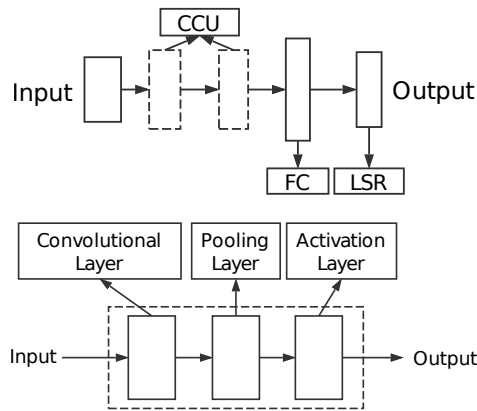 CCU
Input
Output
FC
LSR
Convolutional
Layer
Pooling
Layer
Activation
Layer
Input
Output